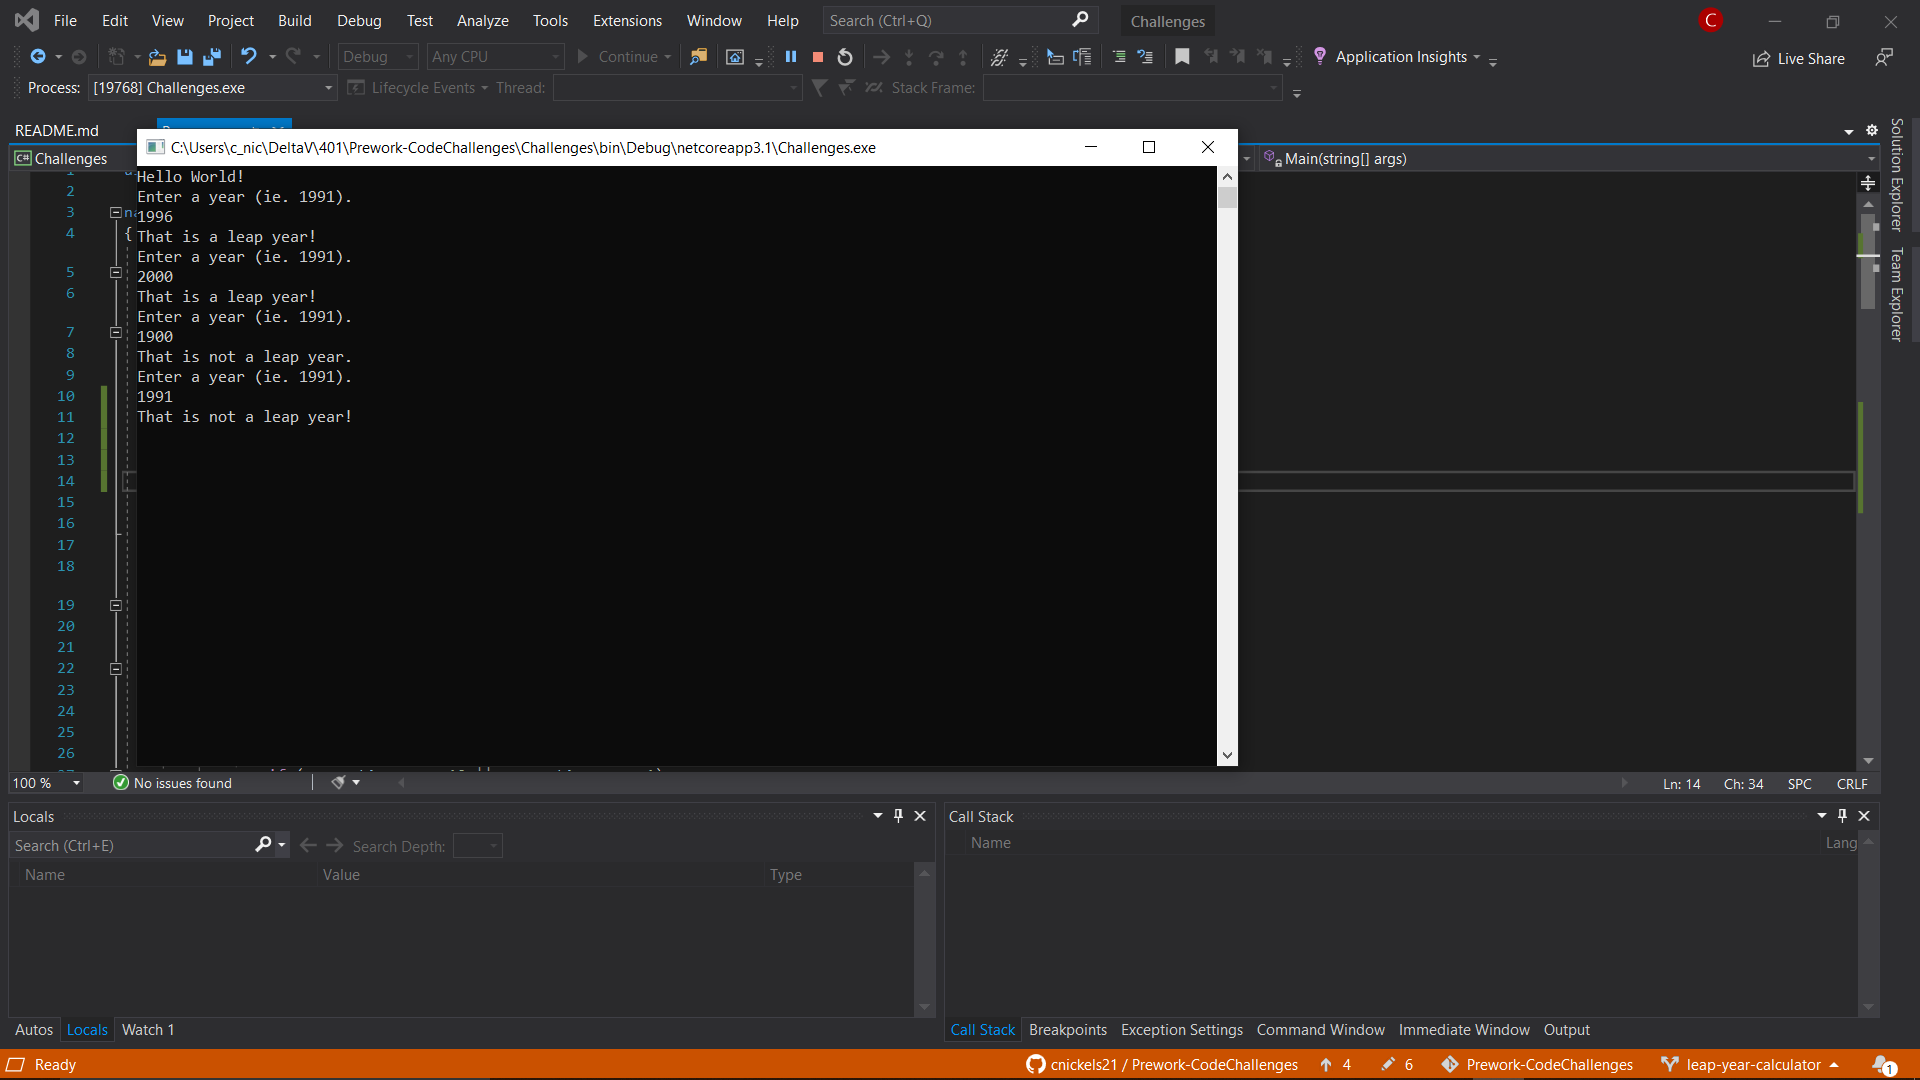 File Edit View Project Build Debug Test Analyze Tools Extensions Window Help Search (Ctrl+Q) Challenges C
Debug Any CPU Continue Application Insights Live Share
Process: [19768] Challenges.exe Lifecycle Events Thread: Stack Frame:
README.md
C:\Users\c_nic\DeltaV\401\Prework-CodeChallenges\Challenges\bin\Debug\netcoreapp3.1\Challenges.exe
C# Challenges Main(string[] args)
Hello World!
Enter a year (ie. 1991).
1996
That is a leap year!
Enter a year (ie. 1991).
2000
That is a leap year!
Enter a year (ie. 1991).
1900
That is not a leap year.
Enter a year (ie. 1991).
1991
That is not a leap year!
1
2
3
4 {
5
6
7
8
9
10
11
12
13
14
15
16
17
18
19
20
21
22
23
24
25
26
Solution Explorer
Team Explorer
100 % No issues found Ln: 14 Ch: 34 SPC CRLF
Locals
Search (Ctrl+E) Search Depth:
Name Value Type
Autos Locals Watch 1
Call Stack
Name Lang
Call Stack Breakpoints Exception Settings Command Window Immediate Window Output
Ready cnickels21 / Prework-CodeChallenges 4 6 Prework-CodeChallenges leap-year-calculator 1